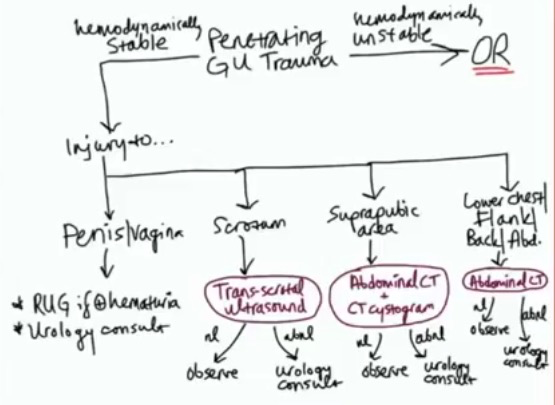 hemodynamically
Stable
Penetrating
GU Trauma
hemodynamically
unstable
OR
Injury to...
Penis/Vagina
Scrotum
Suprapubic
area
Lower chest/
Flank/
Back/Abd.
* RUG if ⊕ hematuria
* Urology consult
Trans-scrotal
ultrasound
Abdominal CT
+
CT cystogram
Abdominal CT
nl
abnl
observe
urology
consult
nl
abnl
observe
urology
consult
nl
abnl
observe
urology
consult